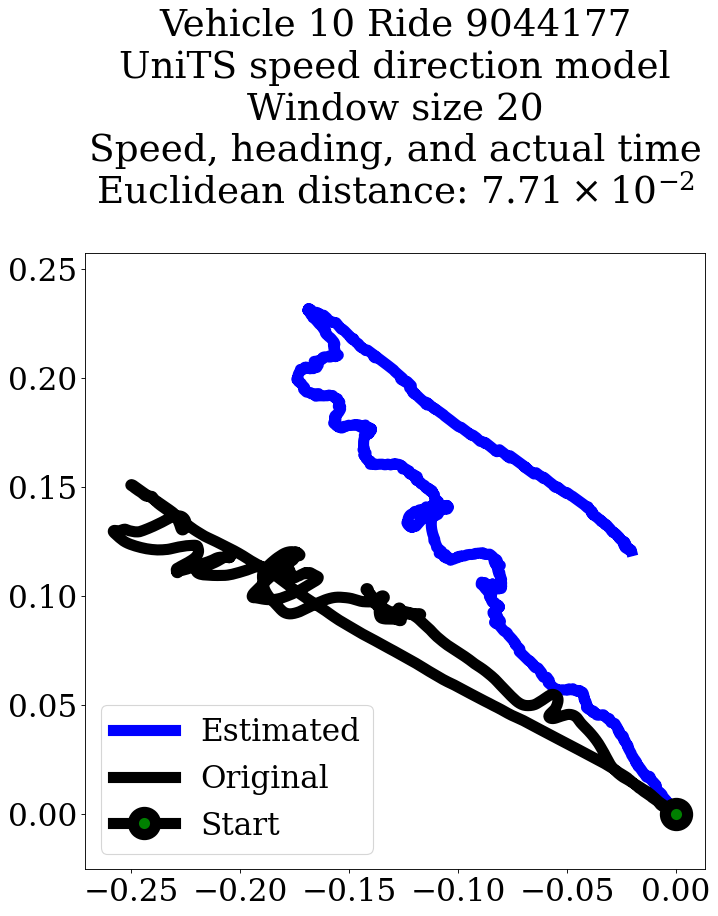 Vehicle 10 Ride 9044177
UniTS speed direction model
Window size 20
Speed, heading, and actual time
Euclidean distance: 7.71 × 10⁻²
0.25
0.20
0.15
0.10
0.05
0.00
Estimated
Original
Start
−0.25 −0.20 −0.15 −0.10 −0.05 0.00